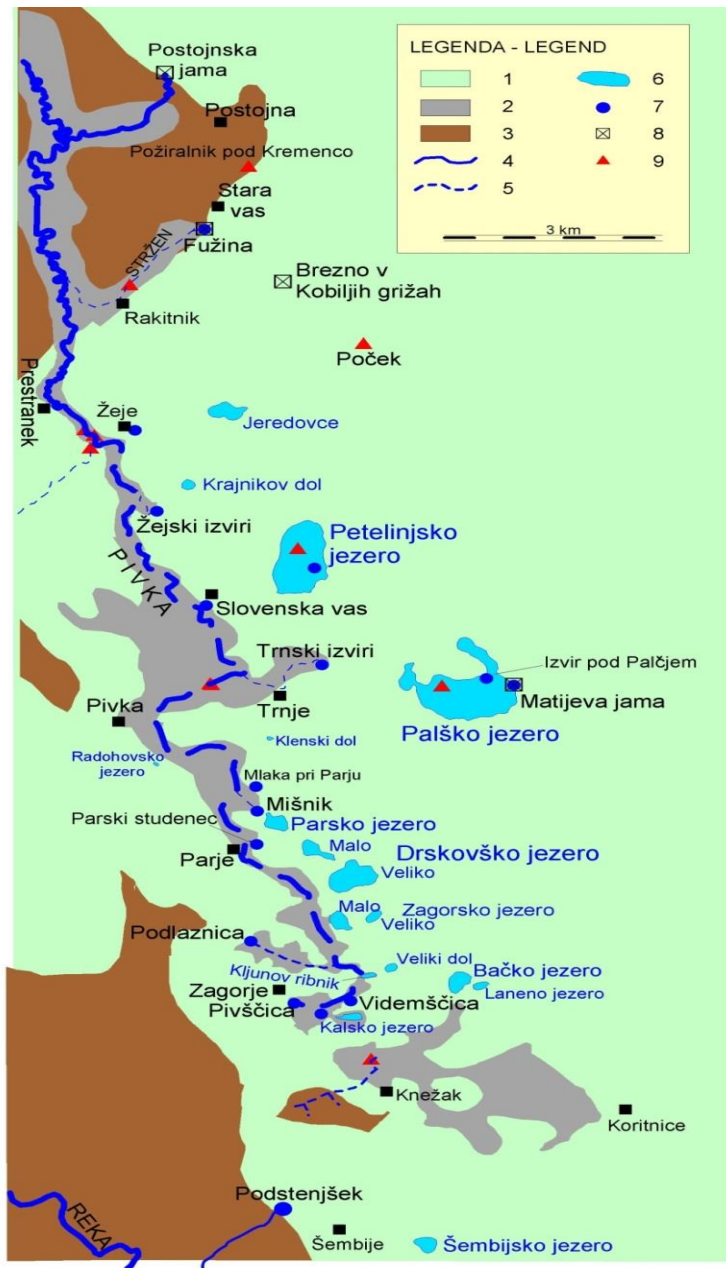 Postojnska
jama
Postojna
Požiralnik pod Kremenco
Stara
vas
Fužina
STRŽEN
Rakitnik
Brezno v
Kobiljih grižah
Poček
LEGENDA - LEGEND
1
2
3
4
5
6
7
8
9
3 km
Prestranek
Žeje
Jeredovce
Krajnikov dol
Žejski izviri
Petelinjsko
jezero
PIVKA
Slovenska vas
Trnski izviri
Izvir pod Palčjem
Matijeva jama
Palško jezero
Pivka
Trnje
Klenski dol
Radohovsko
jezero
Mlaka pri Parju
Mišnik
Parski studenec
Parsko jezero
Parje
Malo
Drskovško jezero
Veliko
Malo
Zagorsko jezero
Veliko
Podlaznica
Kljunov ribnik
Veliki dol
Bačko jezero
Laneno jezero
Zagorje
Pivščica
Videmščica
Kalsko jezero
Knežak
Koritnice
Podstenjšek
REKA
Šembije
Šembijsko jezero